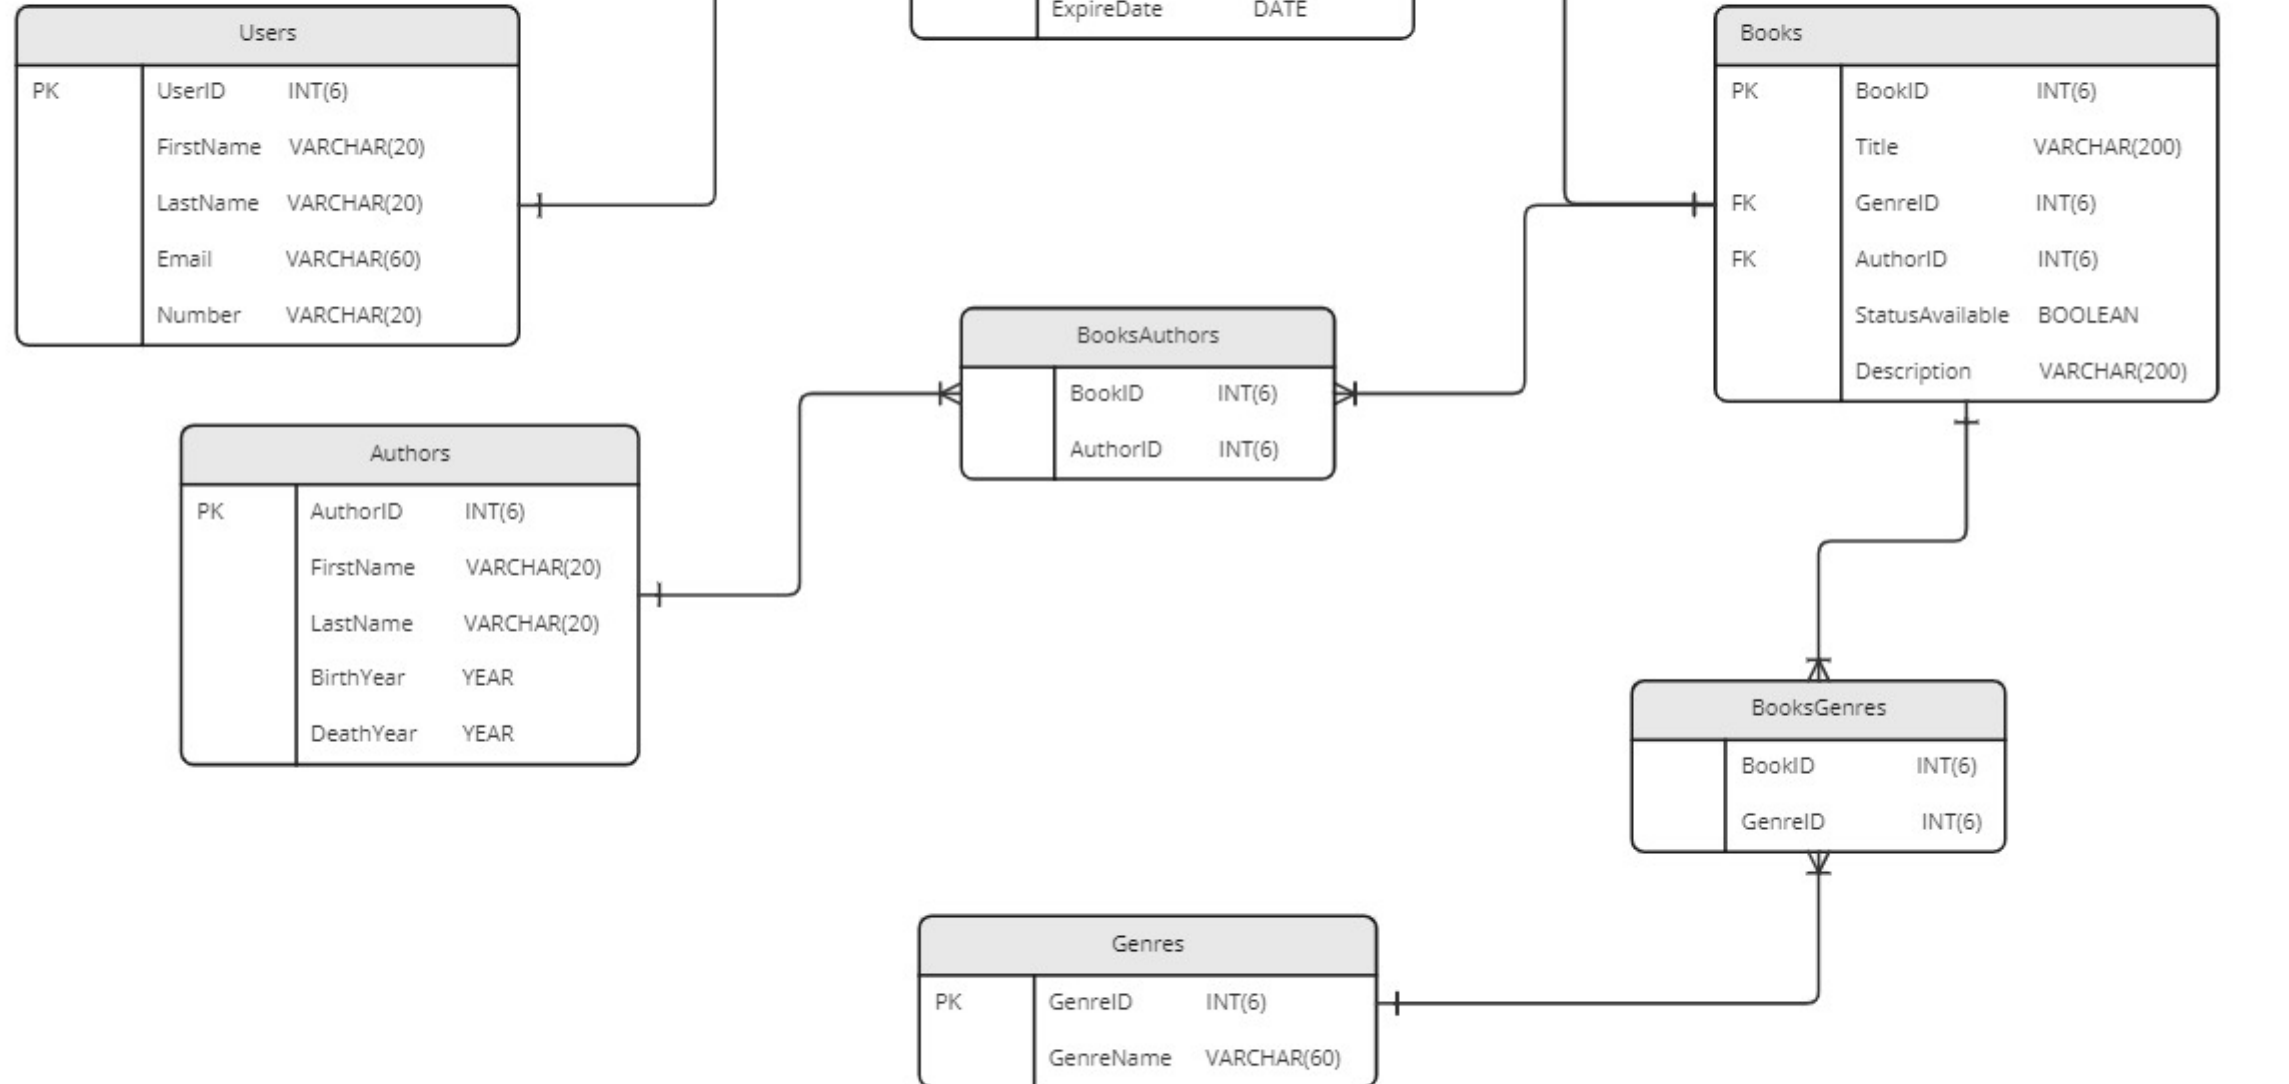 ExpireDate DATE
Users
PK UserID INT(6)
FirstName VARCHAR(20)
LastName VARCHAR(20)
Email VARCHAR(60)
Number VARCHAR(20)
Books
PK BookID INT(6)
Title VARCHAR(200)
FK GenreID INT(6)
FK AuthorID INT(6)
StatusAvailable BOOLEAN
Description VARCHAR(200)
BooksAuthors
BookID INT(6)
AuthorID INT(6)
Authors
PK AuthorID INT(6)
FirstName VARCHAR(20)
LastName VARCHAR(20)
BirthYear YEAR
DeathYear YEAR
BooksGenres
BookID INT(6)
GenreID INT(6)
Genres
PK GenreID INT(6)
GenreName VARCHAR(60)